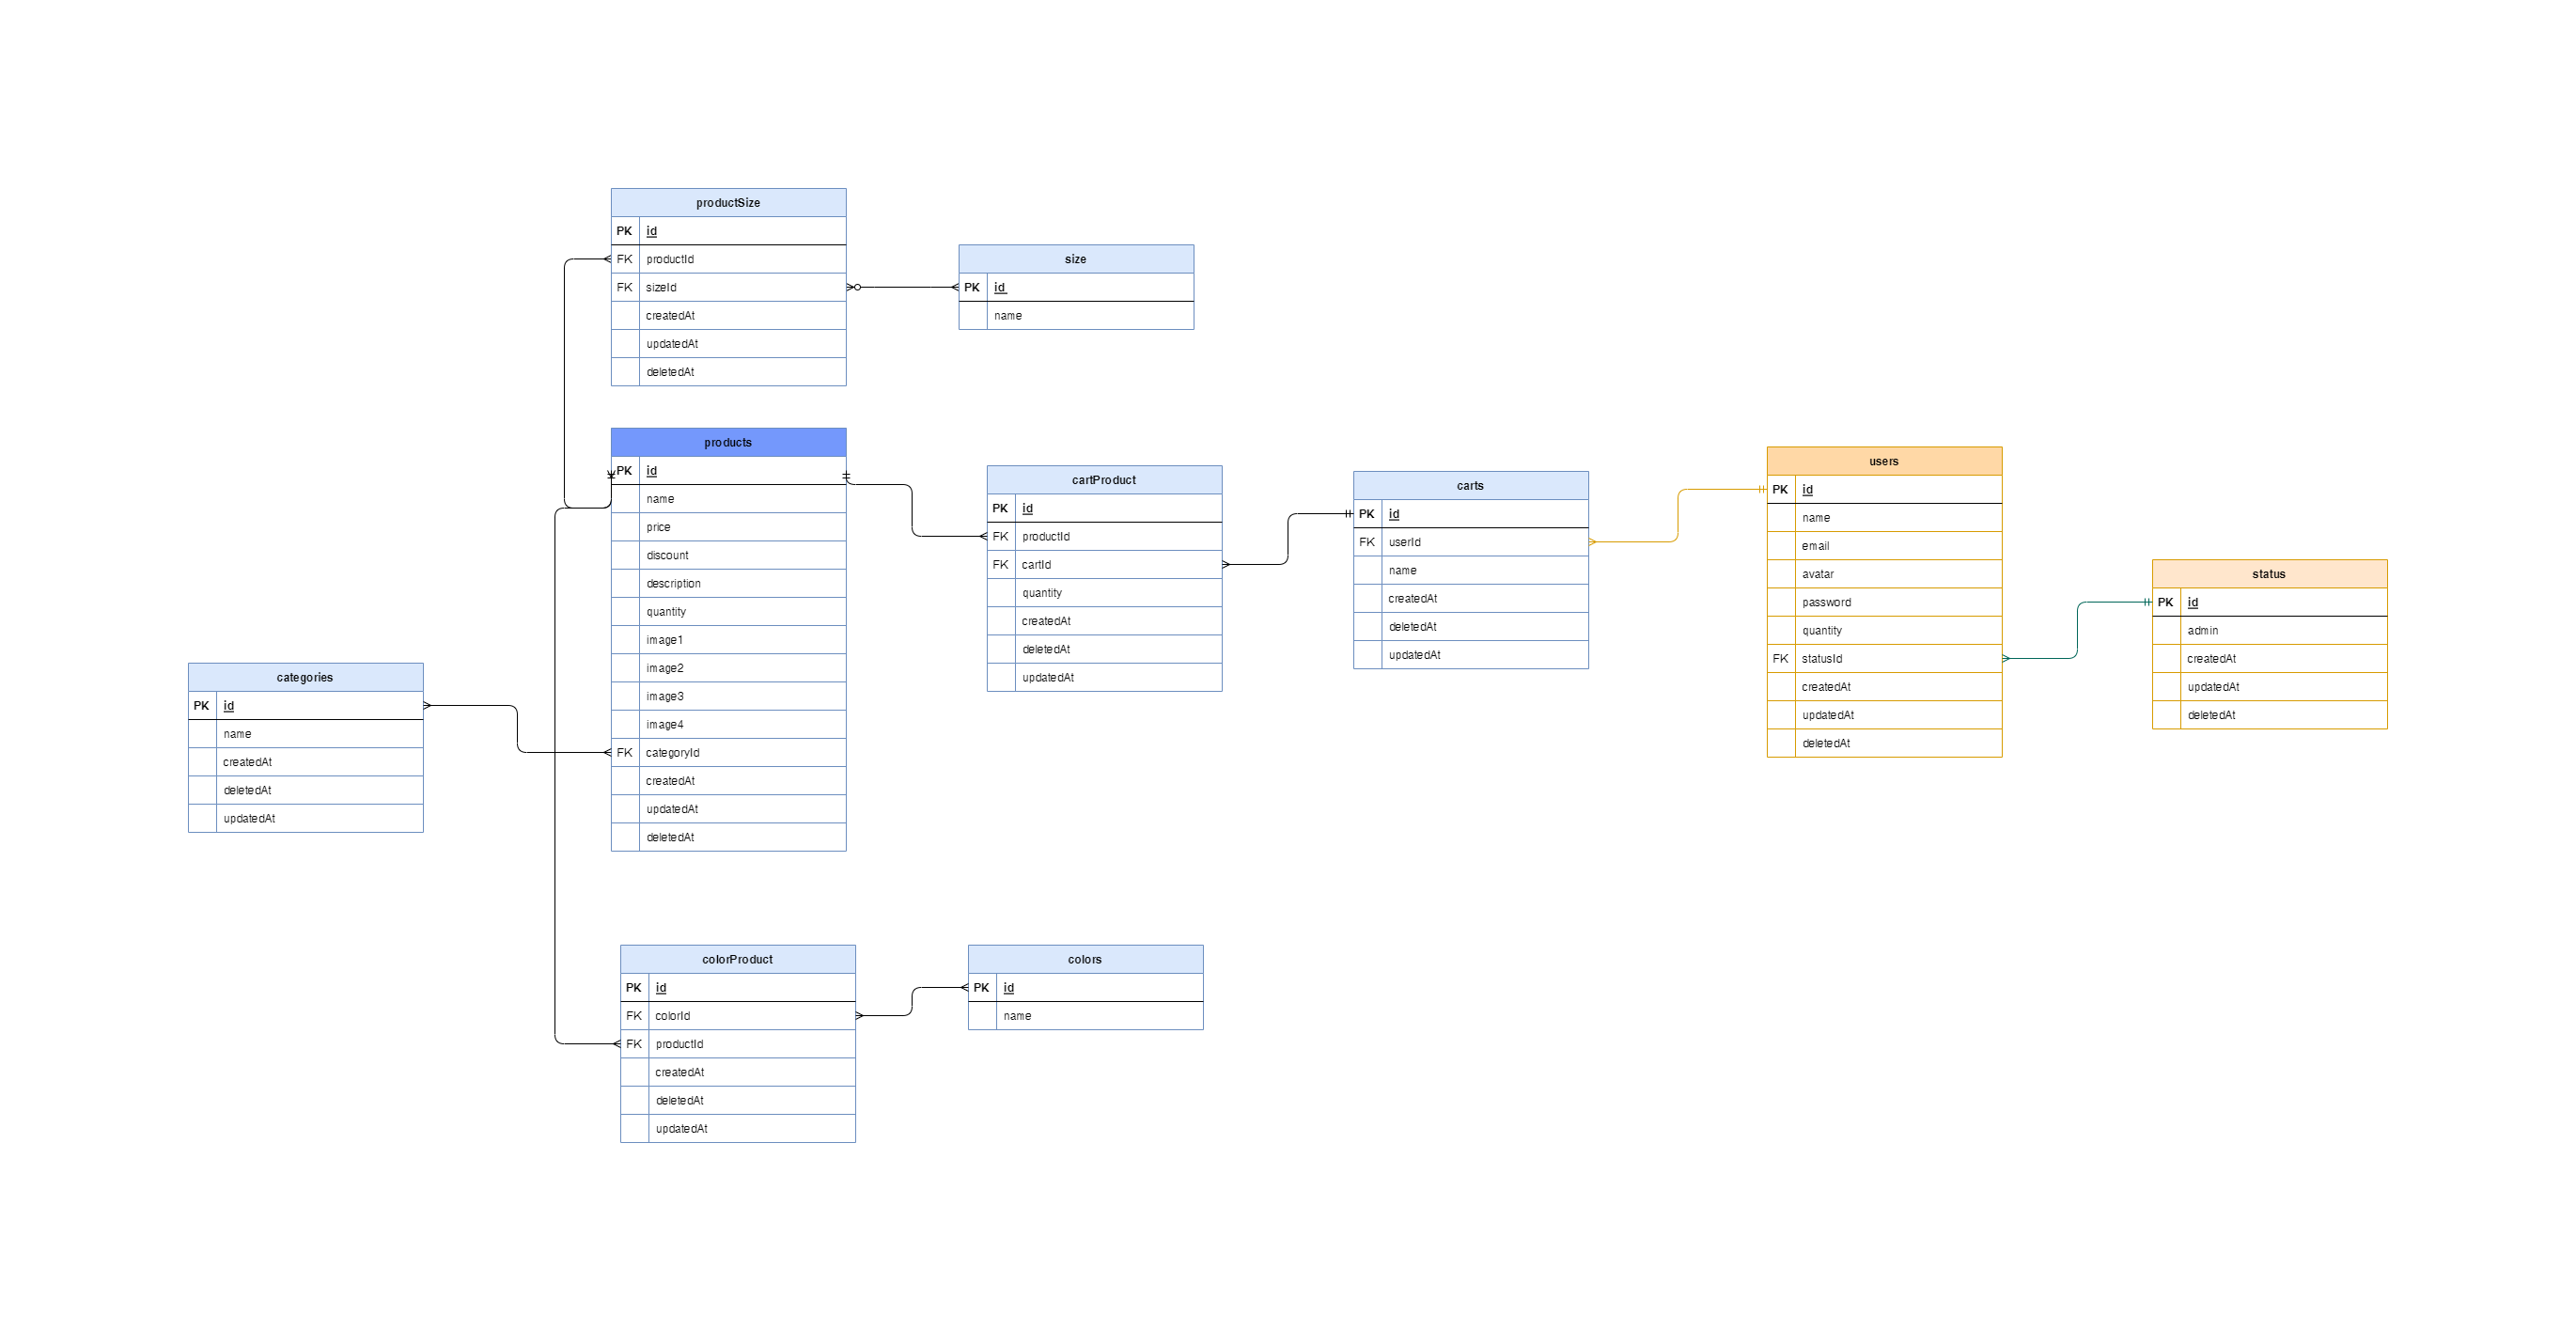 productSize
PK id
FK productId
FK sizeId
createdAt
updatedAt
deletedAt
size
PK id
name
products
PK id
name
price
discount
description
quantity
image1
image2
image3
image4
FK categoryId
createdAt
updatedAt
deletedAt
cartProduct
PK id
FK productId
FK cartId
quantity
createdAt
deletedAt
updatedAt
carts
PK id
FK userId
name
createdAt
deletedAt
updatedAt
users
PK id
name
email
avatar
password
quantity
FK statusId
createdAt
updatedAt
deletedAt
status
PK id
admin
createdAt
updatedAt
deletedAt
categories
PK id
name
createdAt
deletedAt
updatedAt
colorProduct
PK id
FK colorId
FK productId
createdAt
deletedAt
updatedAt
colors
PK id
name